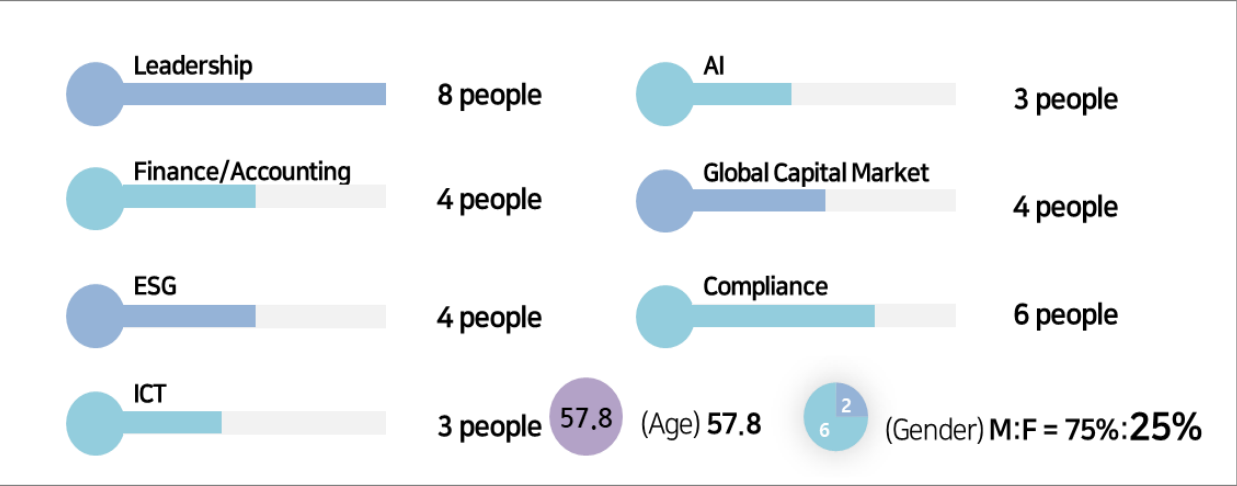 Leadership
8 people
AI
3 people
Finance/Accounting
4 people
Global Capital Market
4 people
ESG
4 people
Compliance
6 people
ICT
3 people
57.8
(Age) 57.8
2
6
(Gender) M:F = 75%:25%